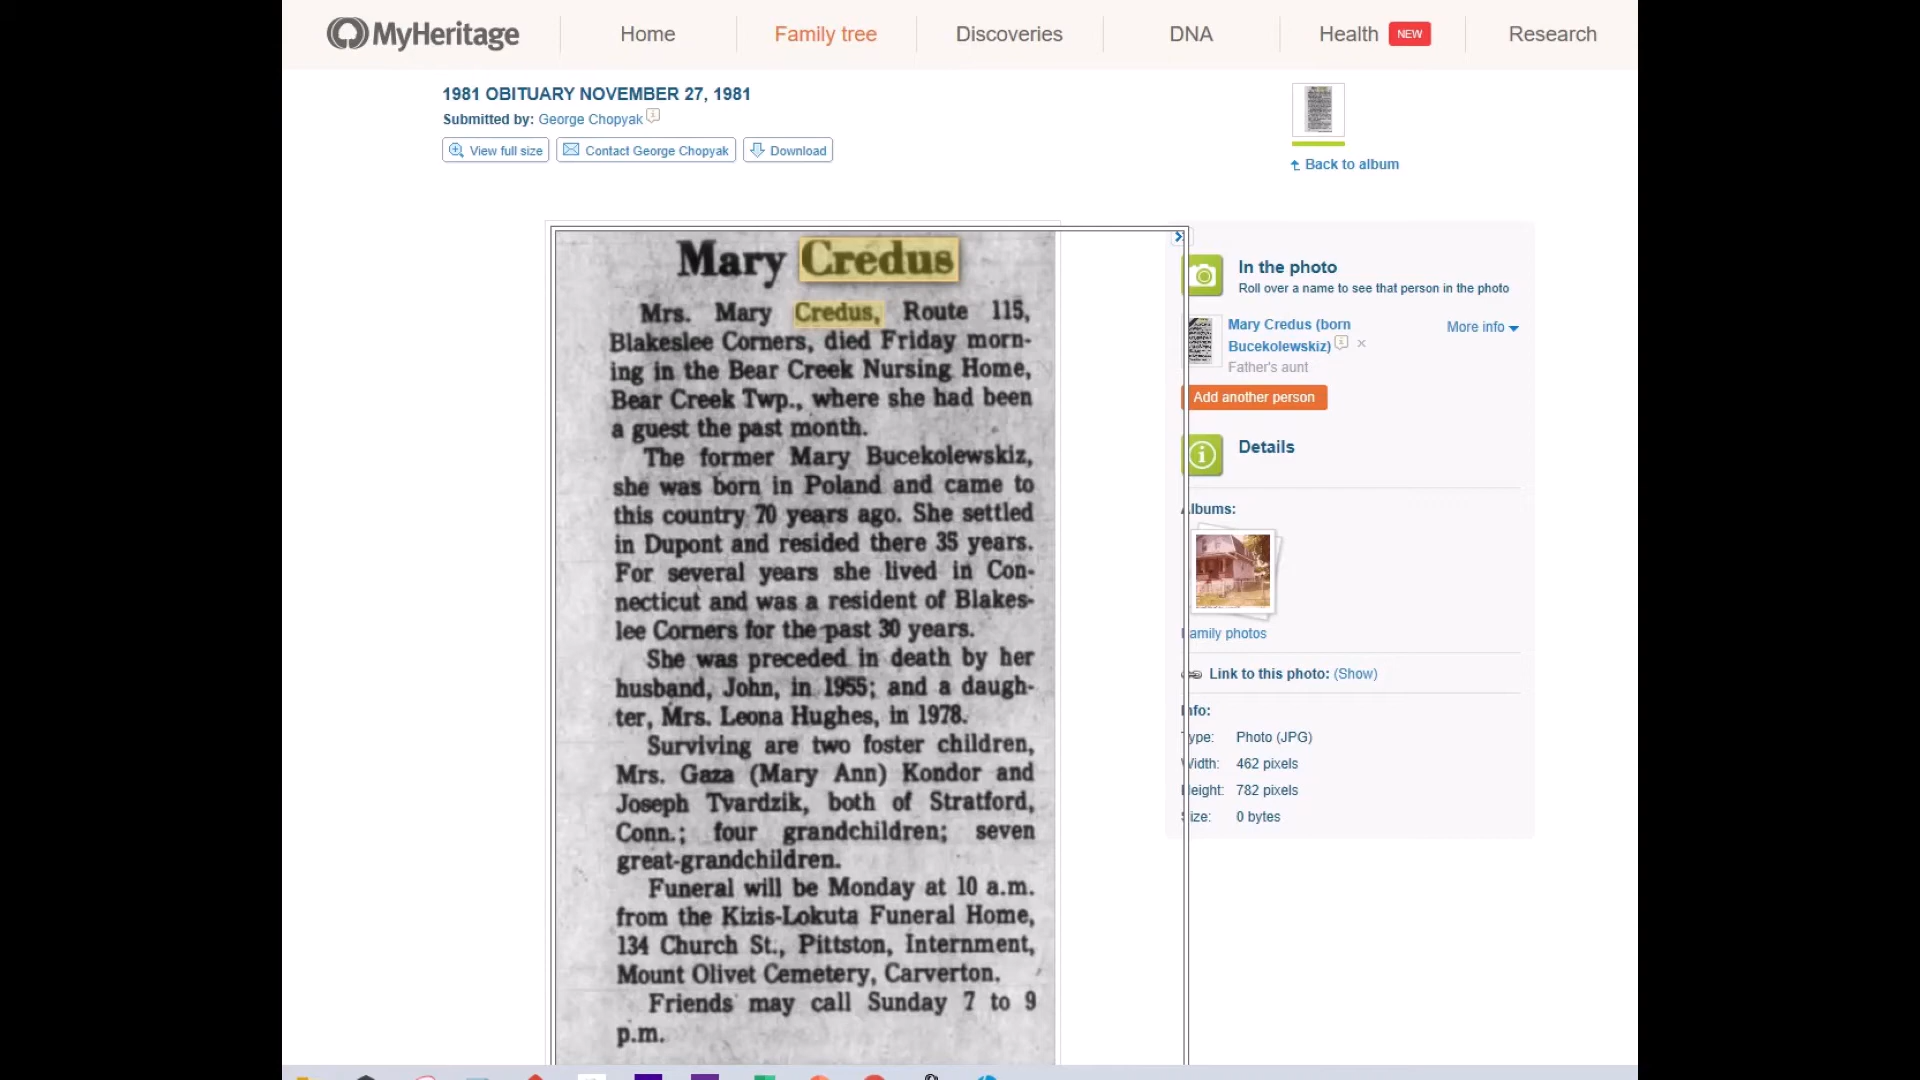 MyHeritage Home Family tree Discoveries DNA Health NEW Research
1981 OBITUARY NOVEMBER 27, 1981
Submitted by: George Chopyak
View full size Contact George Chopyak Download
Back to album
Mary Credus
Mrs. Mary Credus, Route 115,
Blakeslee Corners, died Friday morn-
ing in the Bear Creek Nursing Home,
Bear Creek Twp., where she had been
a guest the past month.
The former Mary Bucekolewskiz,
she was born in Poland and came to
this country 70 years ago. She settled
in Dupont and resided there 35 years.
For several years she lived in Con-
necticut and was a resident of Blakes-
lee Corners for the past 30 years.
She was preceded in death by her
husband, John, in 1955; and a daugh-
ter, Mrs. Leona Hughes, in 1978.
Surviving are two foster children,
Mrs. Gaza (Mary Ann) Kondor and
Joseph Tvardzik, both of Stratford,
Conn.; four grandchildren; seven
great-grandchildren.
Funeral will be Monday at 10 a.m.
from the Kizis-Lokuta Funeral Home,
134 Church St., Pittston, Internment,
Mount Olivet Cemetery, Carverton.
Friends may call Sunday 7 to 9
p.m.
In the photo
Roll over a name to see that person in the photo
Mary Credus (born
Bucekolewskiz)
More info
Father's aunt
Add another person
Details
Albums:
Family photos
Link to this photo: (Show)
Info:
Type: Photo (JPG)
Width: 462 pixels
Height: 782 pixels
Size: 0 bytes